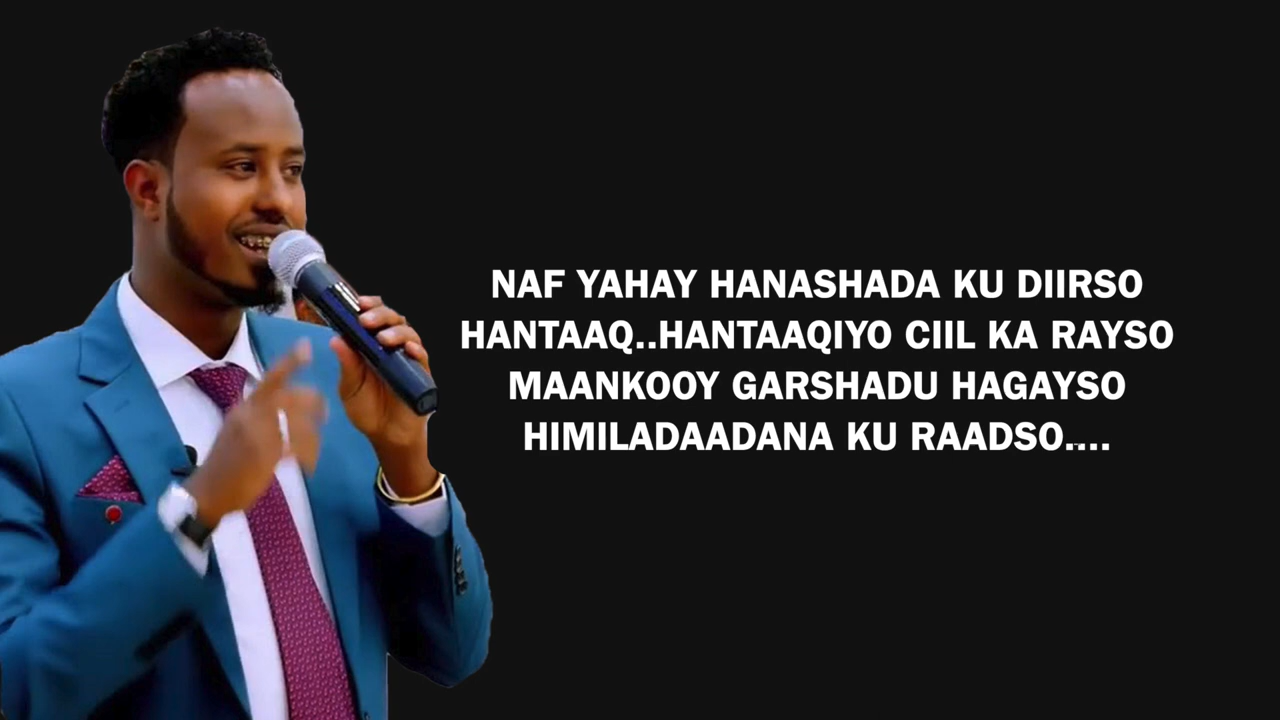 NAF YAHAY HANASHADA KU DIIRSO
HANTAAQ..HANTAAQIYO CIIL KA RAYSO
MAANKOOY GARSHADU HAGAYSO
HIMILADAADANA KU RAADSO....